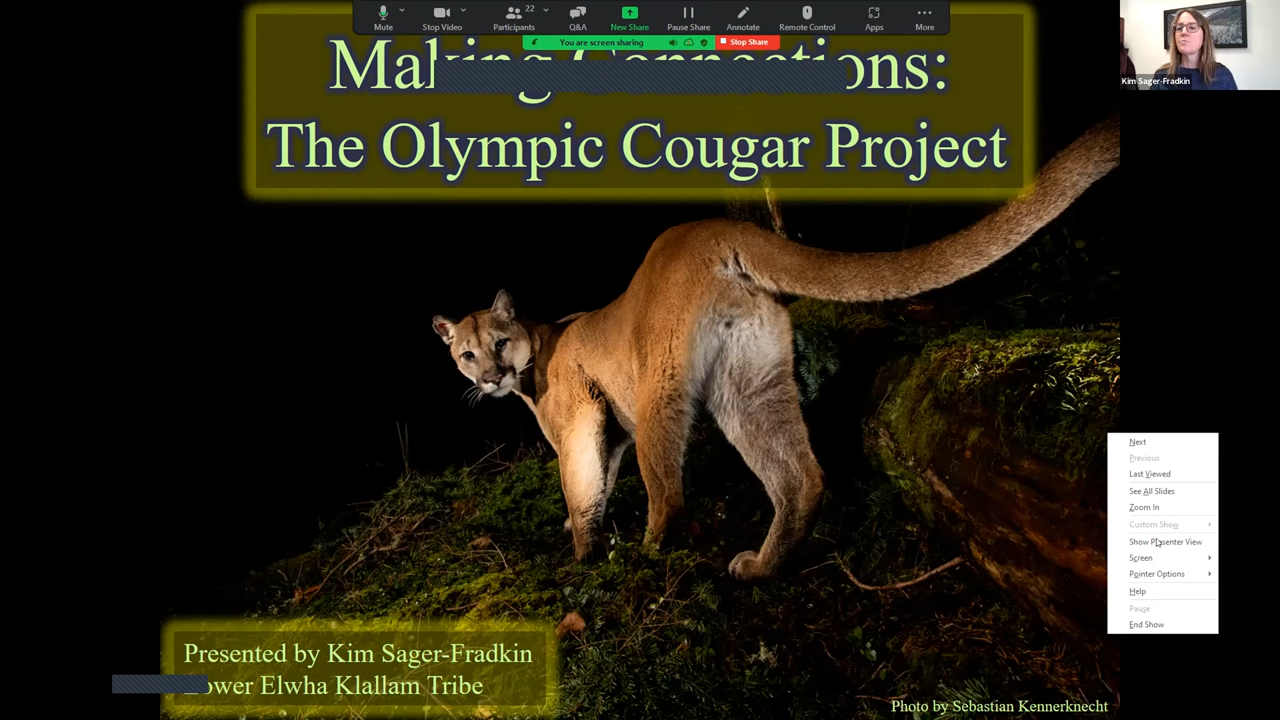 Mute
Stop Video
22
Participants
Q&A
New Share
Pause Share
Annotate
Remote Control
Apps
More
You are screen sharing
Stop Share
Kim Sager-Fradkin
Making Connections:
The Olympic Cougar Project
Next
Previous
Last Viewed
See All Slides
Zoom In
Custom Show
Show Presenter View
Screen
Pointer Options
Help
Pause
End Show
Presented by Kim Sager-Fradkin
Lower Elwha Klallam Tribe
Photo by Sebastian Kennerknecht